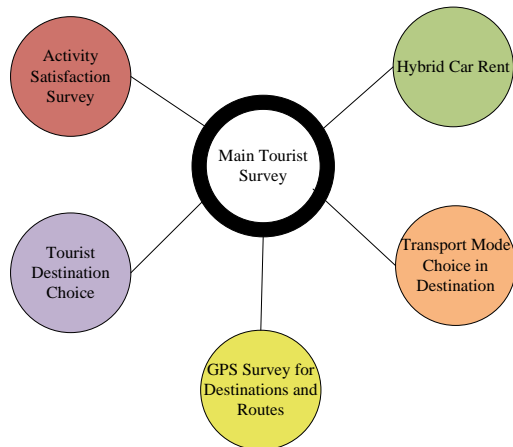 Activity
Satisfaction
Survey
Hybrid Car Rent
Main Tourist
Survey
Tourist
Destination
Choice
Transport Mode
Choice in
Destination
GPS Survey for
Destinations and
Routes